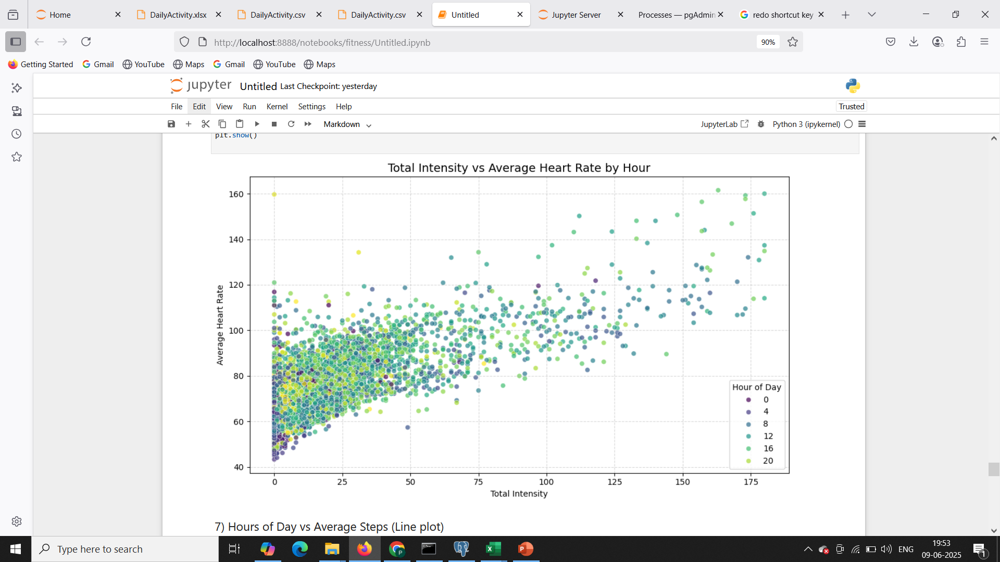 Home
DailyActivity.xlsx
DailyActivity.csv
DailyActivity.csv
Untitled
Jupyter Server
Processes — pgAdmin
redo shortcut key
http://localhost:8888/notebooks/fitness/Untitled.ipynb
90%
Getting Started
Gmail
YouTube
Maps
Gmail
YouTube
Maps
jupyter Untitled Last Checkpoint: yesterday
File Edit View Run Kernel Settings Help
Trusted
Markdown
JupyterLab
Python 3 (ipykernel)
plt.show()
Total Intensity vs Average Heart Rate by Hour
160
140
120
100
80
60
40
Average Heart Rate
Hour of Day
0
4
8
12
16
20
0 25 50 75 100 125 150 175
Total Intensity
7) Hours of Day vs Average Steps (Line plot)
Type here to search
P
ENG
19:53
09-06-2025
1